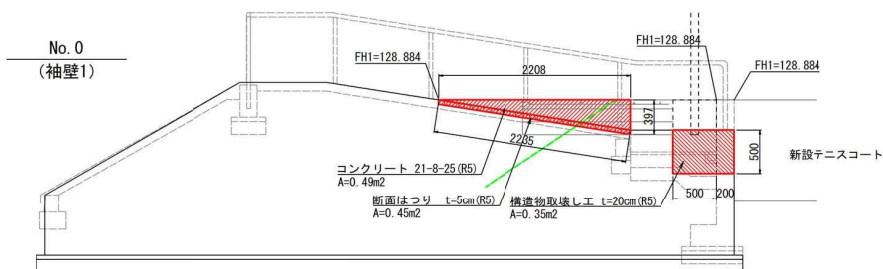 No.0
(袖壁1)
FH1=128.884
2208
FH1=128.884
FH1=128.884
397
2235
500
新設テニスコート
コンクリート 21-8-25(R5)
A=0.49m2
断面はつり t=5cm(R5)
A=0.45m2
構造物取壊し工 t=20cm(R5)
A=0.35m2
500
200